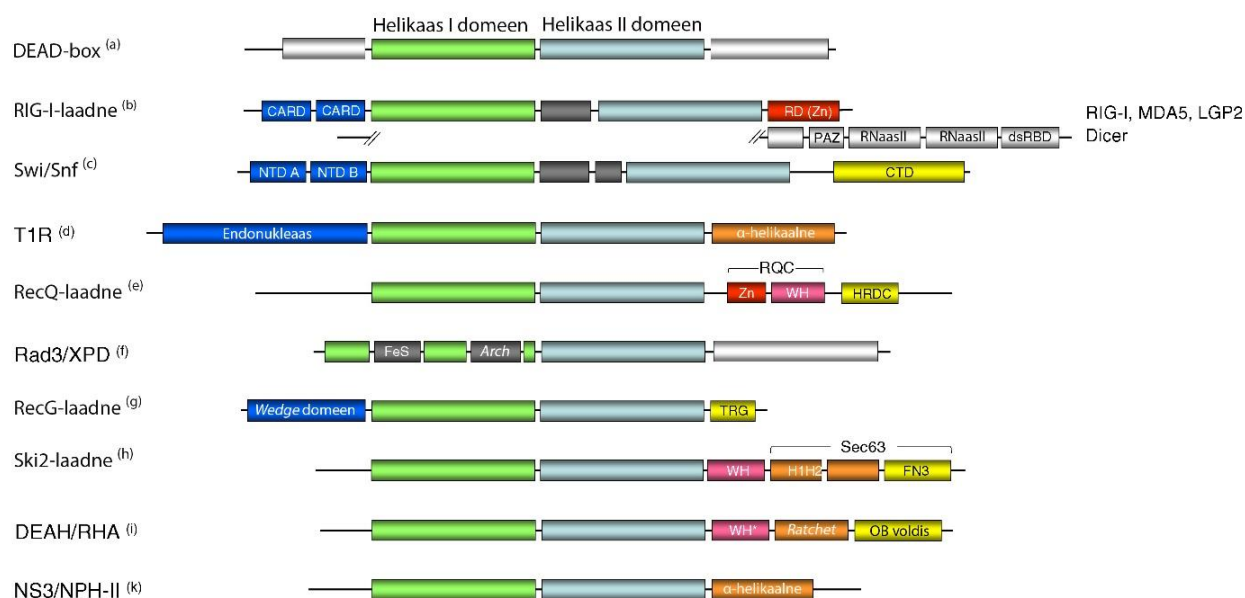 Helikaas I domeen Helikaas II domeen
DEAD-box (a)
RIG-I-laadne (b) CARD CARD RD (Zn) RIG-I, MDA5, LGP2
PAZ RNaasII RNaasII dsRBD Dicer
Swi/Snf (c) NTD A NTD B CTD
T1R (d) Endonukleaas α-helikaalne
RQC
RecQ-laadne (e) Zn WH HRDC
Rad3/XPD (f) FeS Arch
RecG-laadne (g) Wedge domeen TRG
Sec63
Ski2-laadne (h) WH H1H2 FN3
DEAH/RHA (i) WH* Ratchet OB voldis
NS3/NPH-II (k) α-helikaalne